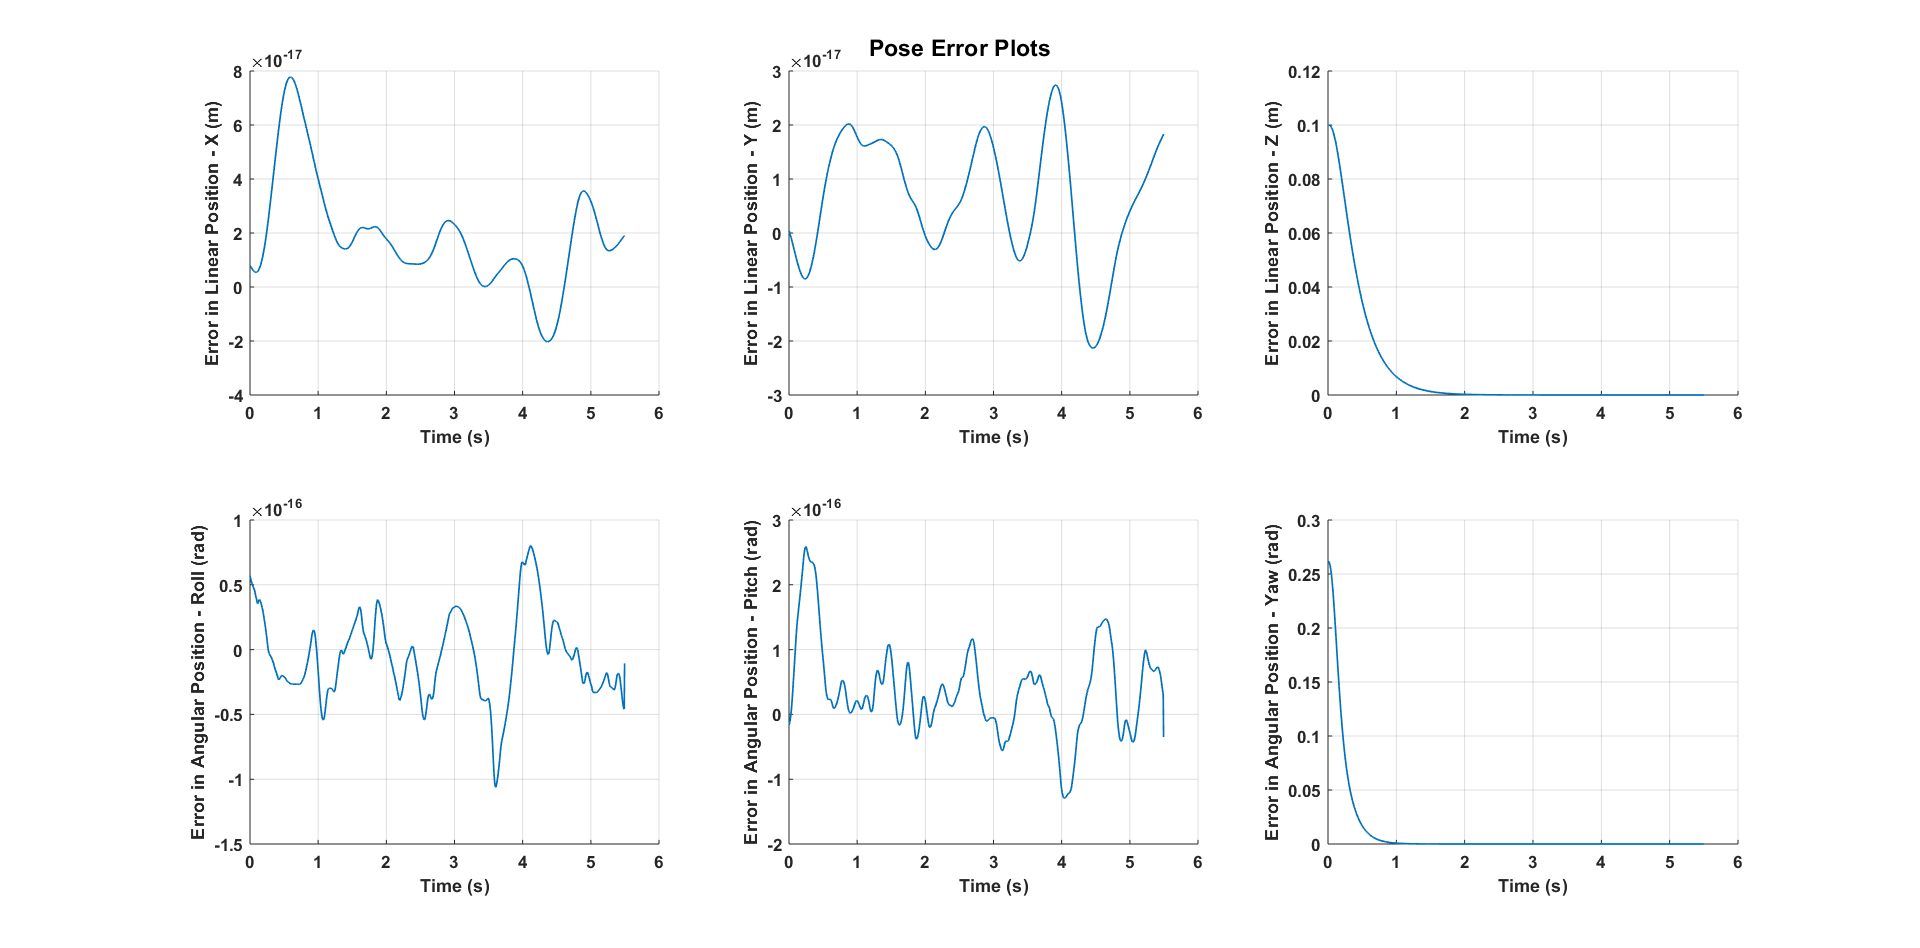 Pose Error Plots
×10-17
8
6
4
2
0
-2
-4
0 1 2 3 4 5 6
Time (s)
Error in Linear Position - X (m)
×10-17
3
2
1
0
-1
-2
-3
0 1 2 3 4 5 6
Time (s)
Error in Linear Position - Y (m)
0.12
0.1
0.08
0.06
0.04
0.02
0
0 1 2 3 4 5 6
Time (s)
Error in Linear Position - Z (m)
×10-16
1
0.5
0
-0.5
-1
-1.5
0 1 2 3 4 5 6
Time (s)
Error in Angular Position - Roll (rad)
×10-16
3
2
1
0
-1
-2
0 1 2 3 4 5 6
Time (s)
Error in Angular Position - Pitch (rad)
0.3
0.25
0.2
0.15
0.1
0.05
0
0 1 2 3 4 5 6
Time (s)
Error in Angular Position - Yaw (rad)